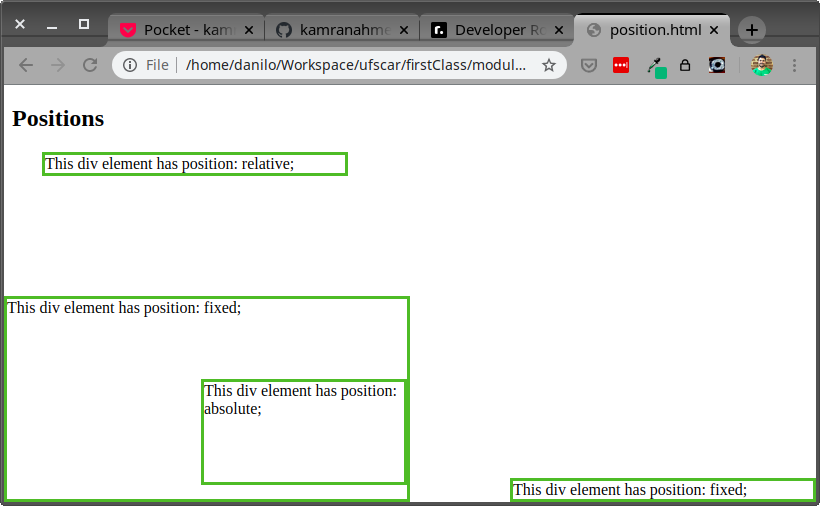 Pocket - kam
kamranahme
Developer Ro
position.html
File
/home/danilo/Workspace/ufscar/firstClass/modul...
Positions
This div element has position: relative;
This div element has position: fixed;
This div element has position:
absolute;
This div element has position: fixed;